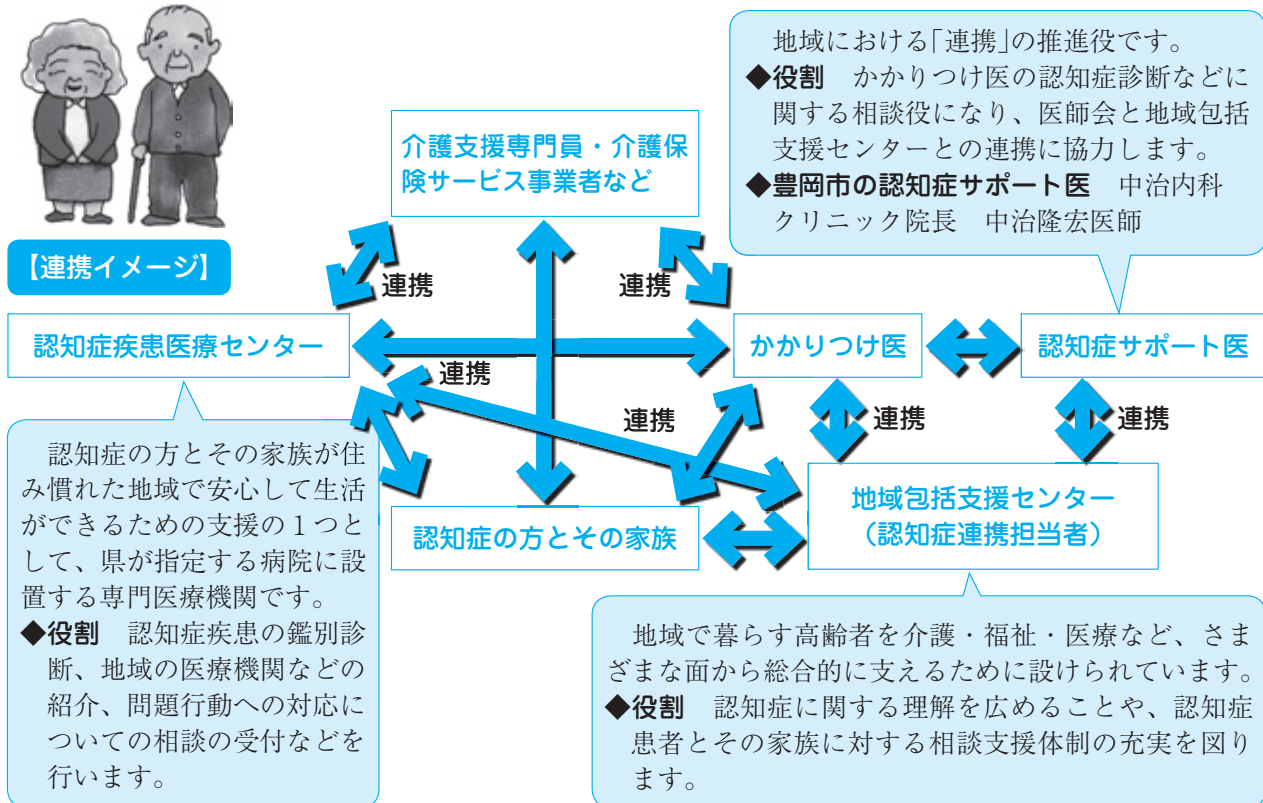 地域における「連携」の推進役です。
◆役割　かかりつけ医の認知症診断などに
関する相談役になり、医師会と地域包括
支援センターとの連携に協力します。
◆豊岡市の認知症サポート医　中治内科
クリニック院長　中治隆宏医師
介護支援専門員・介護保
険サービス事業者など
【連携イメージ】
連携
連携
認知症疾患医療センター
かかりつけ医
認知症サポート医
連携
連携
連携
連携
認知症の方とその家族が住
み慣れた地域で安心して生活
ができるための支援の１つと
して、県が指定する病院に設
置する専門医療機関です。
◆役割　認知症疾患の鑑別診
断、地域の医療機関などの
紹介、問題行動への対応に
ついての相談の受付などを
行います。
認知症の方とその家族
地域包括支援センター
（認知症連携担当者）
地域で暮らす高齢者を介護・福祉・医療など、さま
ざまな面から総合的に支えるために設けられています。
◆役割　認知症に関する理解を広めることや、認知症
患者とその家族に対する相談支援体制の充実を図り
ます。